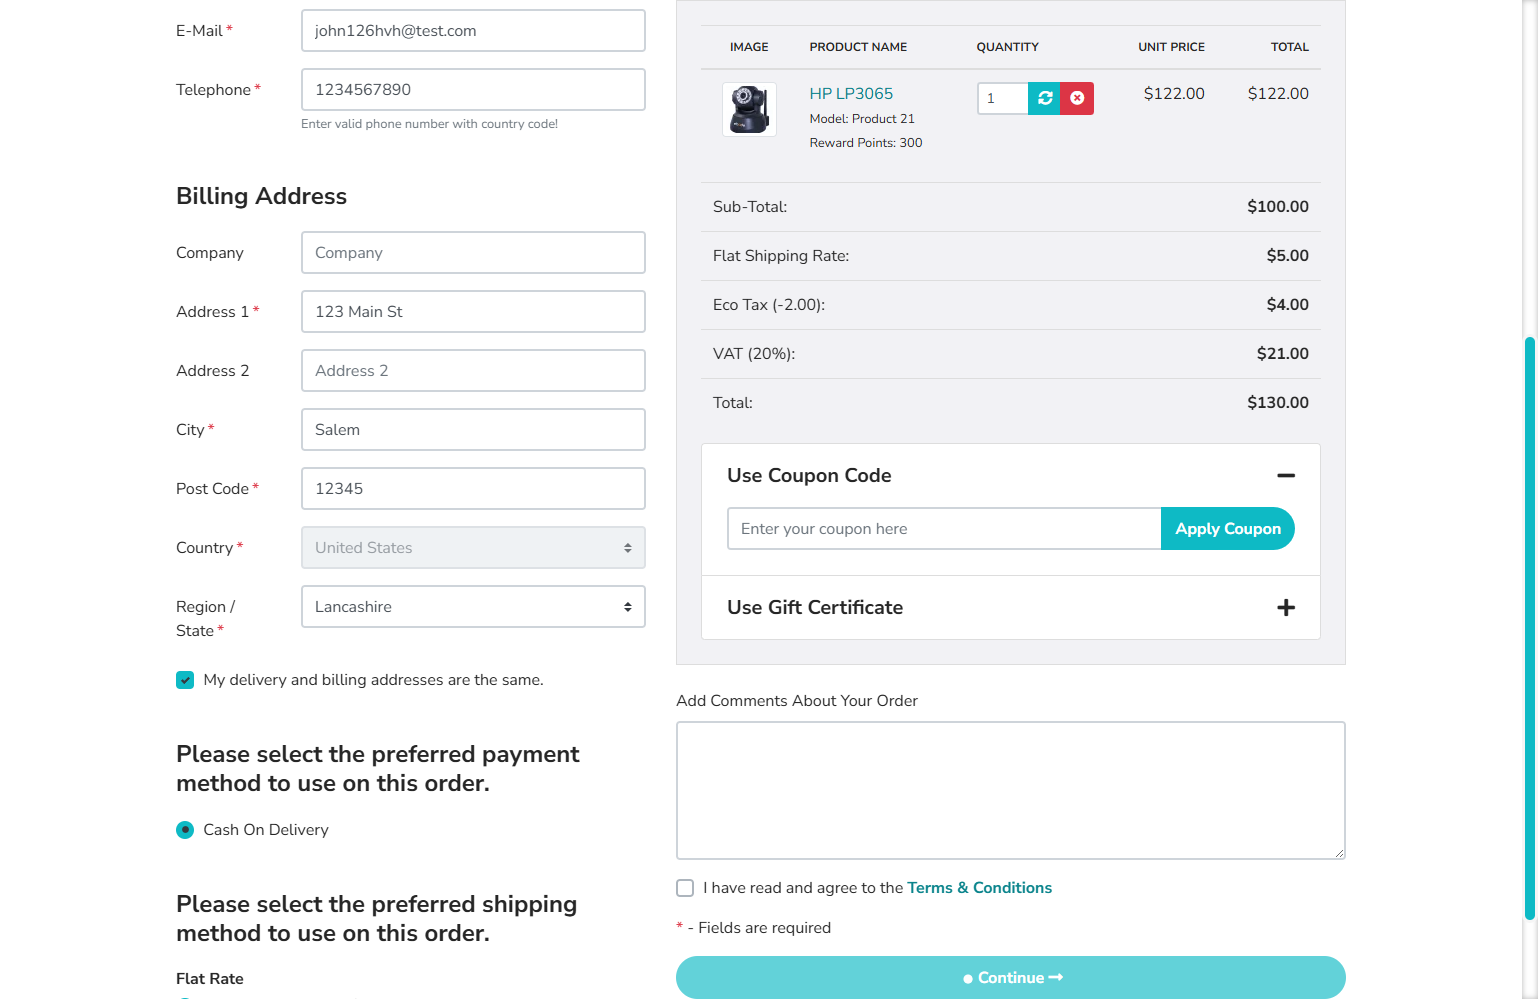 E-Mail *
john126hvh@test.com
Telephone *
1234567890
Enter valid phone number with country code!
Billing Address
Company
Company
Address 1 *
123 Main St
Address 2
Address 2
City *
Salem
Post Code *
12345
Country *
United States
Region /
State *
Lancashire
My delivery and billing addresses are the same.
Please select the preferred payment
method to use on this order.
Cash On Delivery
Please select the preferred shipping
method to use on this order.
Flat Rate
IMAGE PRODUCT NAME QUANTITY UNIT PRICE TOTAL
HP LP3065 1 $122.00 $122.00
Model: Product 21
Reward Points: 300
Sub-Total: $100.00
Flat Shipping Rate: $5.00
Eco Tax (-2.00): $4.00
VAT (20%): $21.00
Total: $130.00
Use Coupon Code
Enter your coupon here Apply Coupon
Use Gift Certificate
Add Comments About Your Order
I have read and agree to the Terms & Conditions
* - Fields are required
Continue